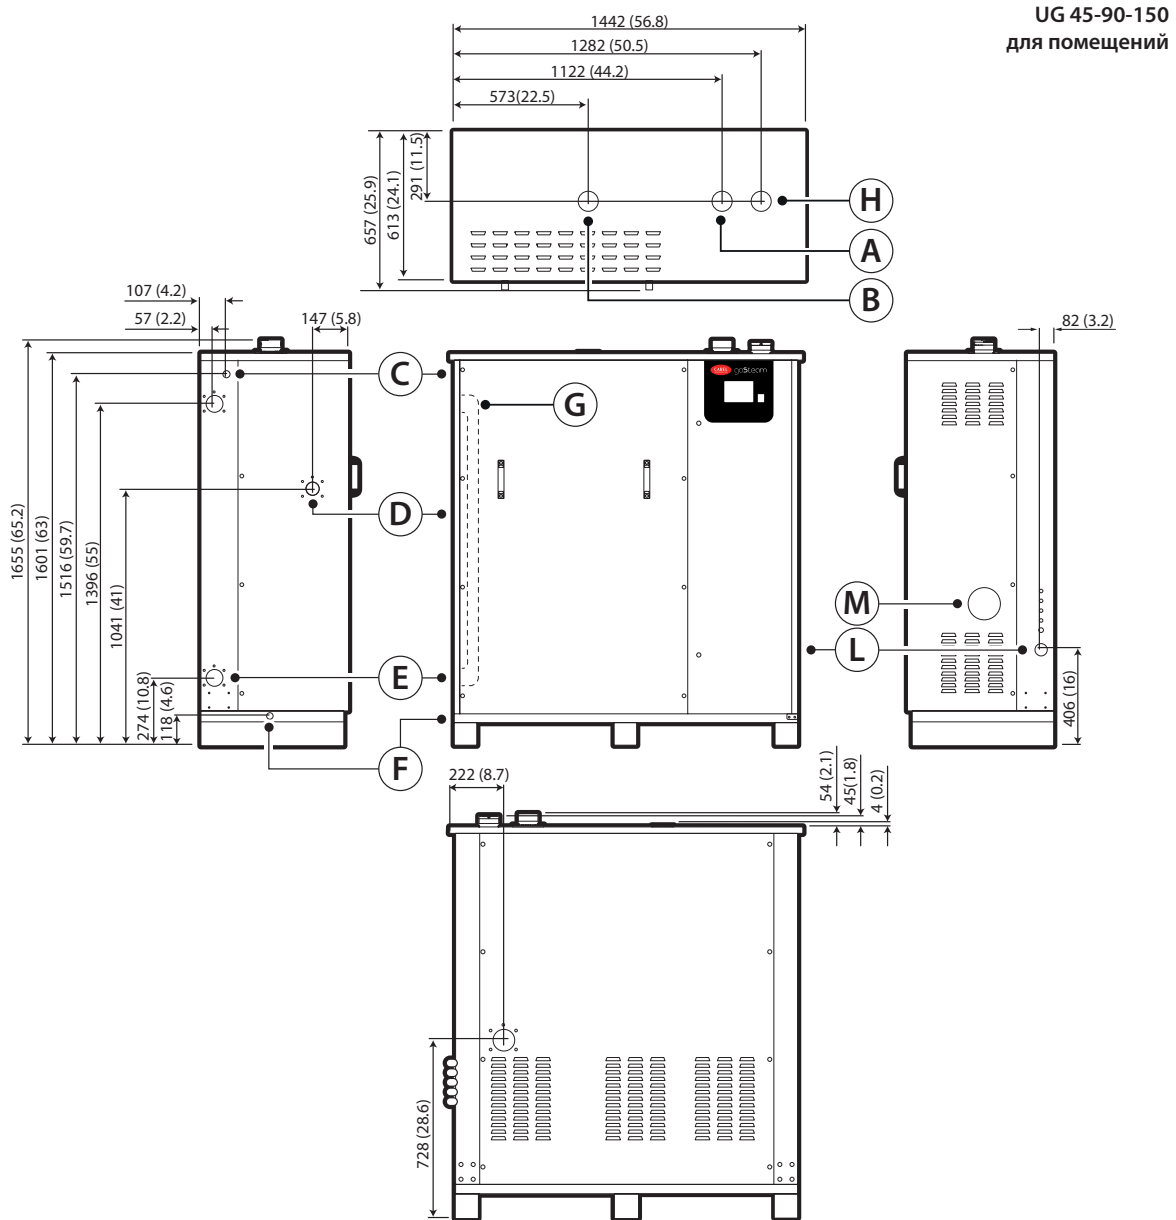 UG 45-90-150
для помещений
1442 (56.8)
1282 (50.5)
1122 (44.2)
573(22.5)
657 (25.9)
613 (24.1)
291 (11.5)
H
A
B
107 (4.2)
57 (2.2)
147 (5.8)
82 (3.2)
C
G
CAREL goSteam
D
1655 (65.2)
1601 (63)
1516 (59.7)
1396 (55)
1041 (41)
274 (10.8)
118 (4.6)
M
L
E
F
406 (16)
222 (8.7)
54 (2.1)
45(1.8)
4 (0.2)
728 (28.6)